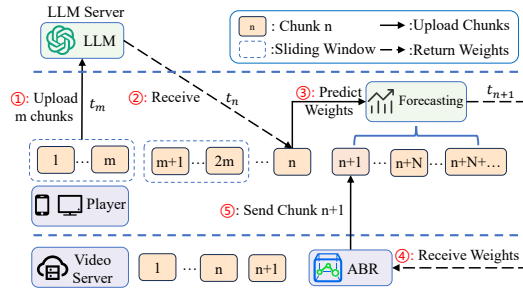 LLM Server
LLM
n : Chunk n
: Sliding Window
:Upload Chunks
:Return Weights
①: Upload
m chunks
t_m
②: Receive
t_n
③: Predict
Weights
Forecasting
t_{n+1}
1 ... m
m+1 ... 2m ... n
n+1 ... n+N ... n+N+...
Player
⑤: Send Chunk n+1
④: Receive Weights
Video
Server
1 ... n n+1
ABR